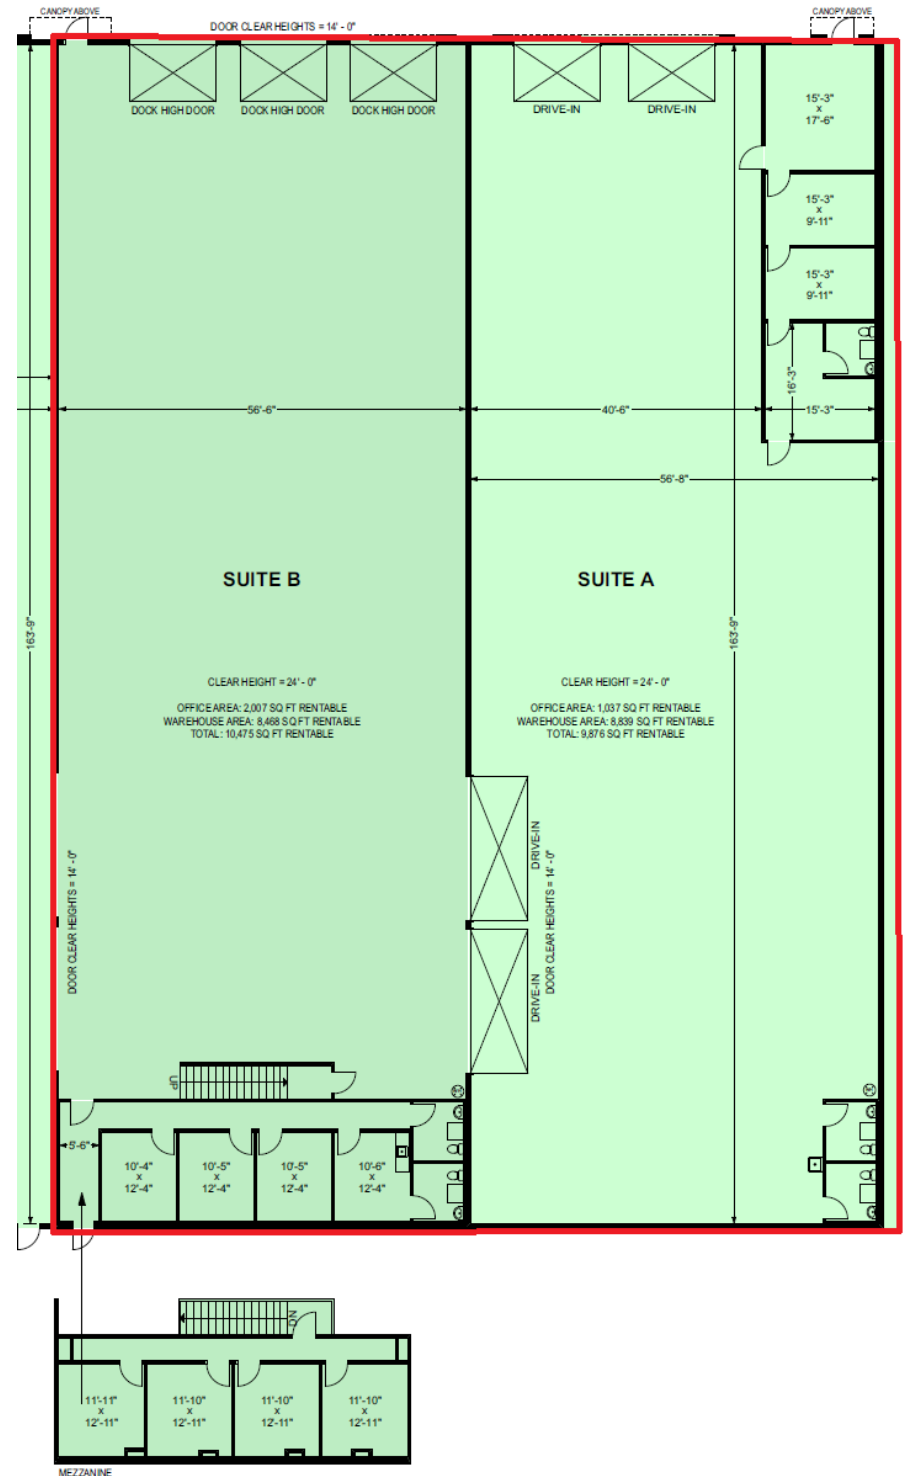 CANOPY ABOVE
DOOR CLEAR HEIGHTS = 14' - 0"
CANOPY ABOVE
DOCK HIGH DOOR
DOCK HIGH DOOR
DOCK HIGH DOOR
DRIVE-IN
DRIVE-IN
15'-3"
x
17'-6"
15'-3"
x
9'-11"
15'-3"
x
9'-11"
16'-3"
56'-6"
40'-6"
15'-3"
56'-8"
SUITE B
SUITE A
163'-9"
163'-9"
CLEAR HEIGHT = 24' - 0"
OFFICE AREA: 2,007 SQ FT RENTABLE
WAREHOUSE AREA: 8,468 SQ FT RENTABLE
TOTAL: 10,475 SQ FT RENTABLE
CLEAR HEIGHT = 24' - 0"
OFFICE AREA: 1,037 SQ FT RENTABLE
WAREHOUSE AREA: 8,839 SQ FT RENTABLE
TOTAL: 9,876 SQ FT RENTABLE
DRIVE-IN
DOOR CLEAR HEIGHTS = 14' - 0"
DOOR CLEAR HEIGHTS = 14' - 0"
DRIVE-IN
UP
5'-6"
10'-4"
x
12'-4"
10'-5"
x
12'-4"
10'-5"
x
12'-4"
10'-6"
x
12'-4"
DN
11'-11"
x
12'-11"
11'-10"
x
12'-11"
11'-10"
x
12'-11"
11'-10"
x
12'-11"
MEZZANINE